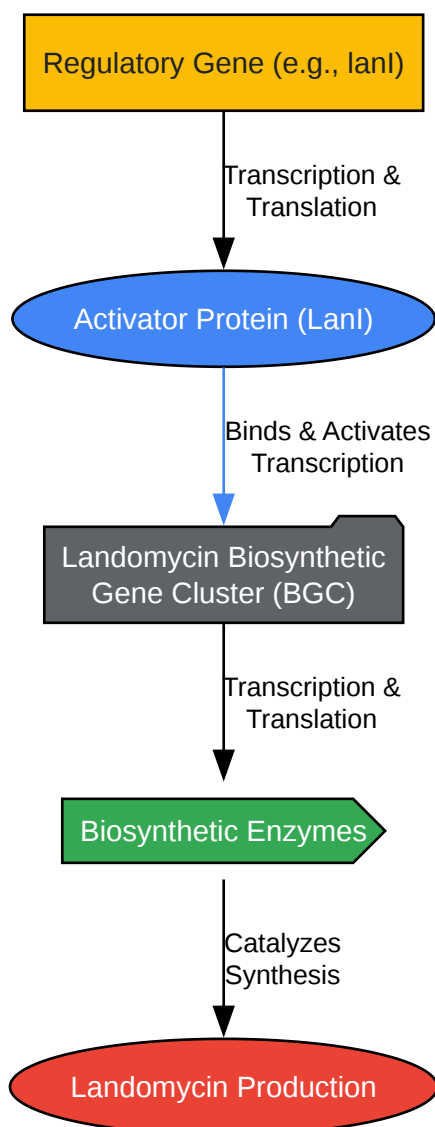 Regulatory Gene (e.g., lanI)
Transcription &
Translation
Activator Protein (LanI)
Binds & Activates
Transcription
Landomycin Biosynthetic
Gene Cluster (BGC)
Transcription &
Translation
Biosynthetic Enzymes
Catalyzes
Synthesis
Landomycin Production